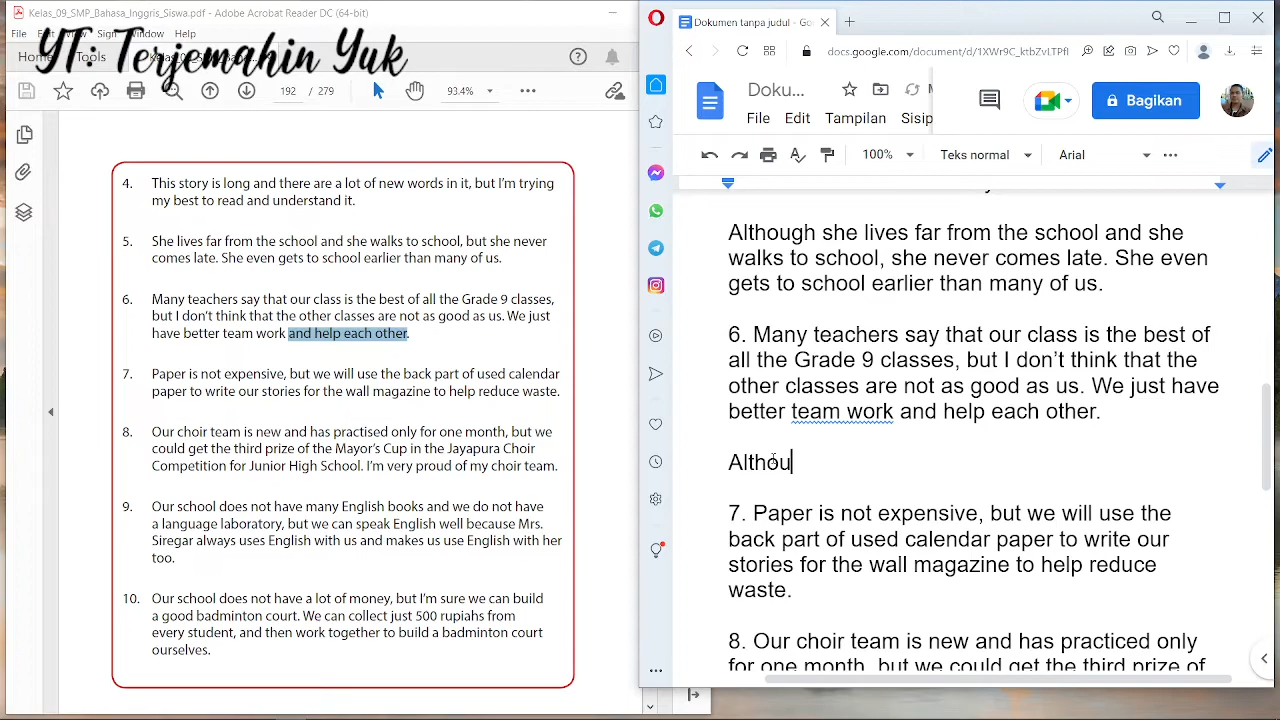 Kelas_09_SMP_Bahasa_Inggris_Siswa.pdf - Adobe Acrobat Reader DC (64-bit)
File Edit Sign Window Help
YT: Terjemahin Yuk
Home Tools
192 / 279
93.4%
4. This story is long and there are a lot of new words in it, but I'm trying
my best to read and understand it.
5. She lives far from the school and she walks to school, but she never
comes late. She even gets to school earlier than many of us.
6. Many teachers say that our class is the best of all the Grade 9 classes,
but I don't think that the other classes are not as good as us. We just
have better team work and help each other.
7. Paper is not expensive, but we will use the back part of used calendar
paper to write our stories for the wall magazine to help reduce waste.
8. Our choir team is new and has practised only for one month, but we
could get the third prize of the Mayor's Cup in the Jayapura Choir
Competition for Junior High School. I'm very proud of my choir team.
9. Our school does not have many English books and we do not have
a language laboratory, but we can speak English well because Mrs.
Siregar always uses English with us and makes us use English with her
too.
10. Our school does not have a lot of money, but I'm sure we can build
a good badminton court. We can collect just 500 rupiahs from
every student, and then work together to build a badminton court
ourselves.
Dokumen tanpa judul - Goo
docs.google.com/document/d/1XWr9C_ktbZvLTPfl
Doku...
Bagikan
File Edit Tampilan Sisip
100% Teks normal Arial
Although she lives far from the school and she
walks to school, she never comes late. She even
gets to school earlier than many of us.
6. Many teachers say that our class is the best of
all the Grade 9 classes, but I don't think that the
other classes are not as good as us. We just have
better team work and help each other.
Althou
7. Paper is not expensive, but we will use the
back part of used calendar paper to write our
stories for the wall magazine to help reduce
waste.
8. Our choir team is new and has practiced only
for one month, but we could get the third prize of